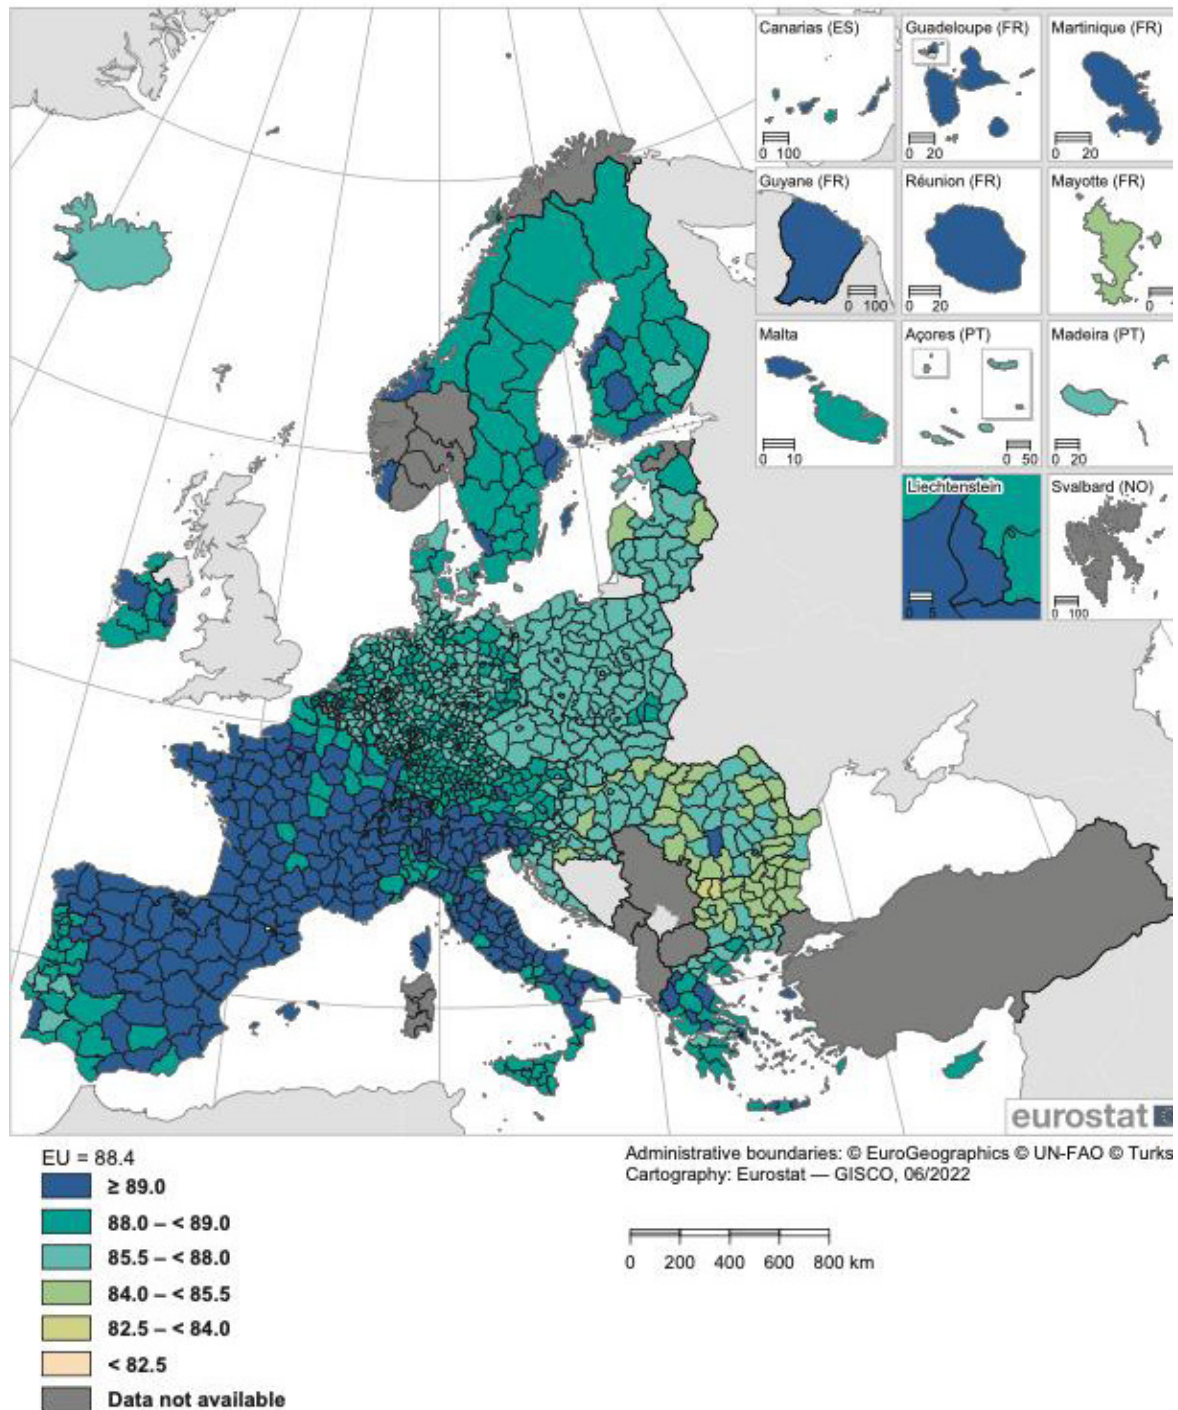 Canarias (ES)
0 100
Guadeloupe (FR)
0 20
Martinique (FR)
0 20
Guyane (FR)
0 100
Réunion (FR)
0 20
Mayotte (FR)
0
Malta
0 10
Açores (PT)
0 50
Madeira (PT)
0 20
Liechtenstein
0 5
Svalbard (NO)
0 100
eurostat
EU = 88.4
≥ 89.0
88.0 – < 89.0
85.5 – < 88.0
84.0 – < 85.5
82.5 – < 84.0
< 82.5
Data not available
Administrative boundaries: © EuroGeographics © UN-FAO © Turks
Cartography: Eurostat — GISCO, 06/2022
0 200 400 600 800 km